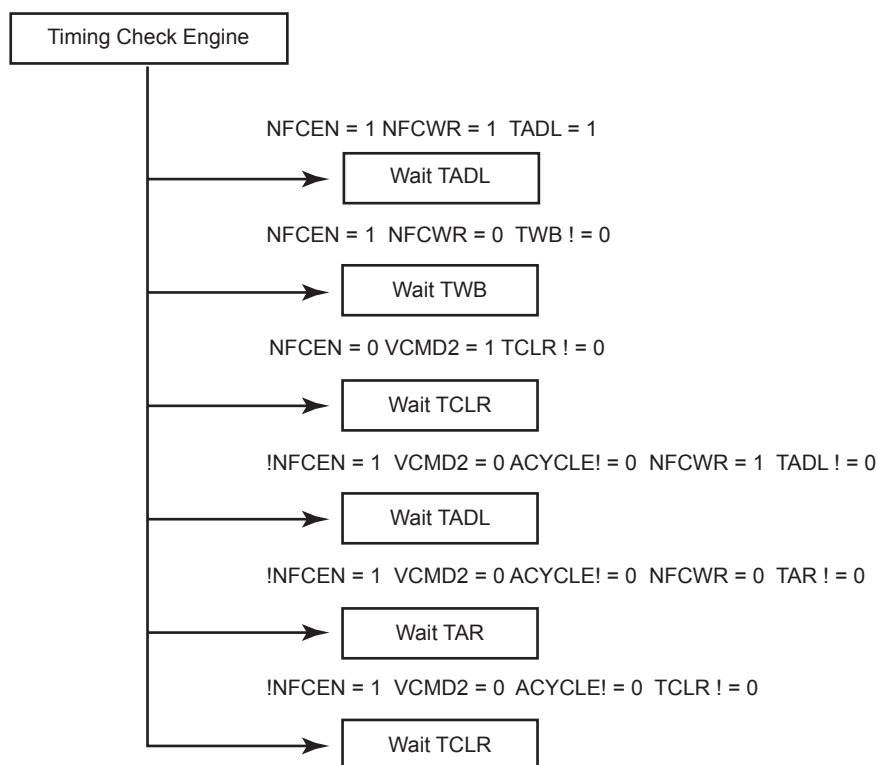 Timing Check Engine
NFCEN = 1 NFCWR = 1 TADL = 1
Wait TADL
NFCEN = 1 NFCWR = 0 TWB ! = 0
Wait TWB
NFCEN = 0 VCMD2 = 1 TCLR ! = 0
Wait TCLR
!NFCEN = 1 VCMD2 = 0 ACYCLE! = 0 NFCWR = 1 TADL ! = 0
Wait TADL
!NFCEN = 1 VCMD2 = 0 ACYCLE! = 0 NFCWR = 0 TAR ! = 0
Wait TAR
!NFCEN = 1 VCMD2 = 0 ACYCLE! = 0 TCLR ! = 0
Wait TCLR